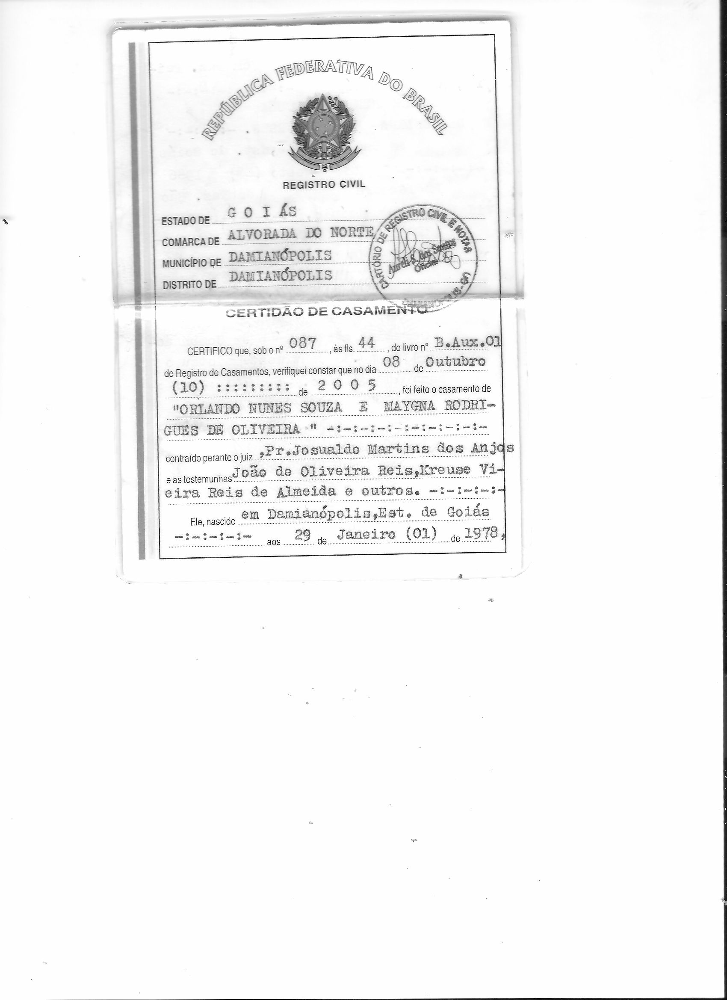 REPÚBLICA FEDERATIVA DO BRASIL
REGISTRO CIVIL
ESTADO DE G O I ÁS
COMARCA DE ALVORADA DO NORTE
MUNICÍPIO DE DAMIANÓPOLIS
DISTRITO DE DAMIANÓPOLIS
CARTÓRIO DE REGISTRO CIVIL E NOTAS
Aureli S. dos Santos
Oficial
CERTIDÃO DE CASAMENTO
CERTIFICO que, sob o nº 087 , às fls. 44 , do livro nº B.Aux.01
de Registro de Casamentos, verifiquei constar que no dia 08 de Outubro
(10) ::::::::: de 2 0 0 5 , foi feito o casamento de
"ORLANDO NUNES SOUZA E MAYGNA RODRI-
GUES DE OLIVEIRA " -:-:-:-:-:-:-:-:-:-
contraído perante o juiz ,Pr.Josualdo Martins dos Anjos
e as testemunhas João de Oliveira Reis,Kreuse Vi-
eira Reis de Almeida e outros. -:-:-:-:-
Ele, nascido em Damianópolis,Est. de Goiás
-:-:-:-:- aos 29 de Janeiro (01) de 1978,